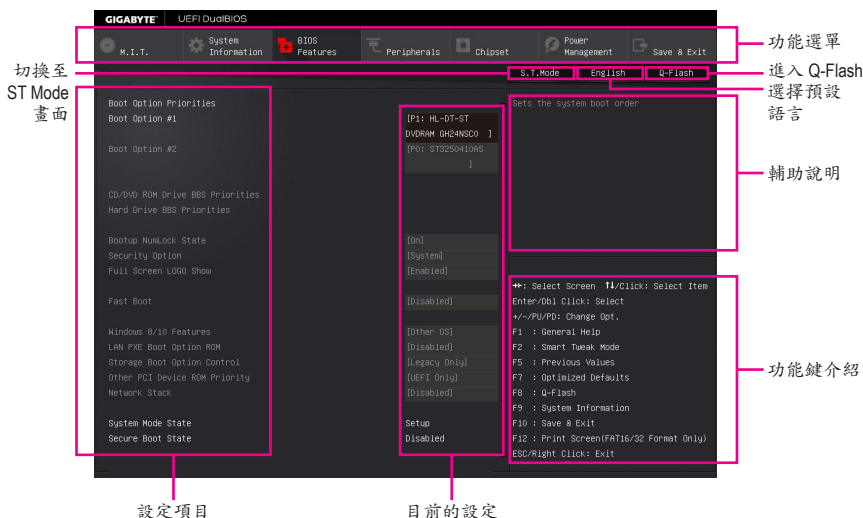 GIGABYTE™ UEFI DualBIOS
M.I.T.
System Information
BIOS Features
Peripherals
Chipset
Power Management
Save & Exit
功能選單
切換至
ST Mode
畫面
S.T.Mode English Q-Flash
進入 Q-Flash
選擇預設
語言
Boot Option Priorities
Boot Option #1 [P1: HL-DT-ST
DVDRAM GH24NSC0 ]
Boot Option #2 [P0: ST3250410AS
]
CD/DVD ROM Drive BBS Priorities
Hard Drive BBS Priorities
Bootup NumLock State [On]
Security Option [System]
Full Screen LOGO Show [Enabled]
Fast Boot [Disabled]
Windows 8/10 Features [Other OS]
LAN PXE Boot Option ROM [Disabled]
Storage Boot Option Control [Legacy Only]
Other PCI Device ROM Priority [UEFI Only]
Network Stack [Disabled]
System Mode State Setup
Secure Boot State Disabled
Sets the system boot order
輔助說明
: Select Screen ↑↓/Click: Select Item
Enter/Dbl Click: Select
+/-/PU/PD: Change Opt.
F1 : General Help
F2 : Smart Tweak Mode
F5 : Previous Values
F7 : Optimized Defaults
F8 : Q-Flash
F9 : System Information
F10 : Save & Exit
F12 : Print Screen(FAT16/32 Format Only)
ESC/Right Click: Exit
功能鍵介紹
設定項目
目前的設定